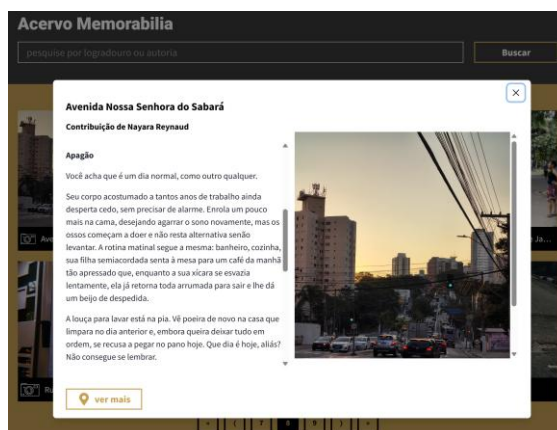 Acervo Memorabilia
pesquise por logradouro ou autoria
Buscar
Avenida Nossa Senhora do Sabará
Contribuição de Nayara Reynaud
Apagão
Você acha que é um dia normal, como outro qualquer.
Seu corpo acostumado a tantos anos de trabalho ainda
desperta cedo, sem precisar de alarme. Enrola um pouco
mais na cama, desejando agarrar o sono novamente, mas os
ossos começam a doer e não resta alternativa senão
levantar. A rotina matinal segue a mesma: banheiro, cozinha,
sua filha semiacordada senta à mesa para um café da manhã
tão apressado que, enquanto a sua xícara se esvazia
lentamente, ela já retorna toda arrumada para sair e lhe dá
um beijo de despedida.
A louça para lavar está na pia. Vê poeira de novo na casa que
limpara no dia anterior e, embora queira deixar tudo em
ordem, se recusa a pegar no pano hoje. Que dia é hoje, aliás?
Não consegue se lembrar.
Ave
Ja...
Ru
ver mais
« ( 7 8 9 ) »